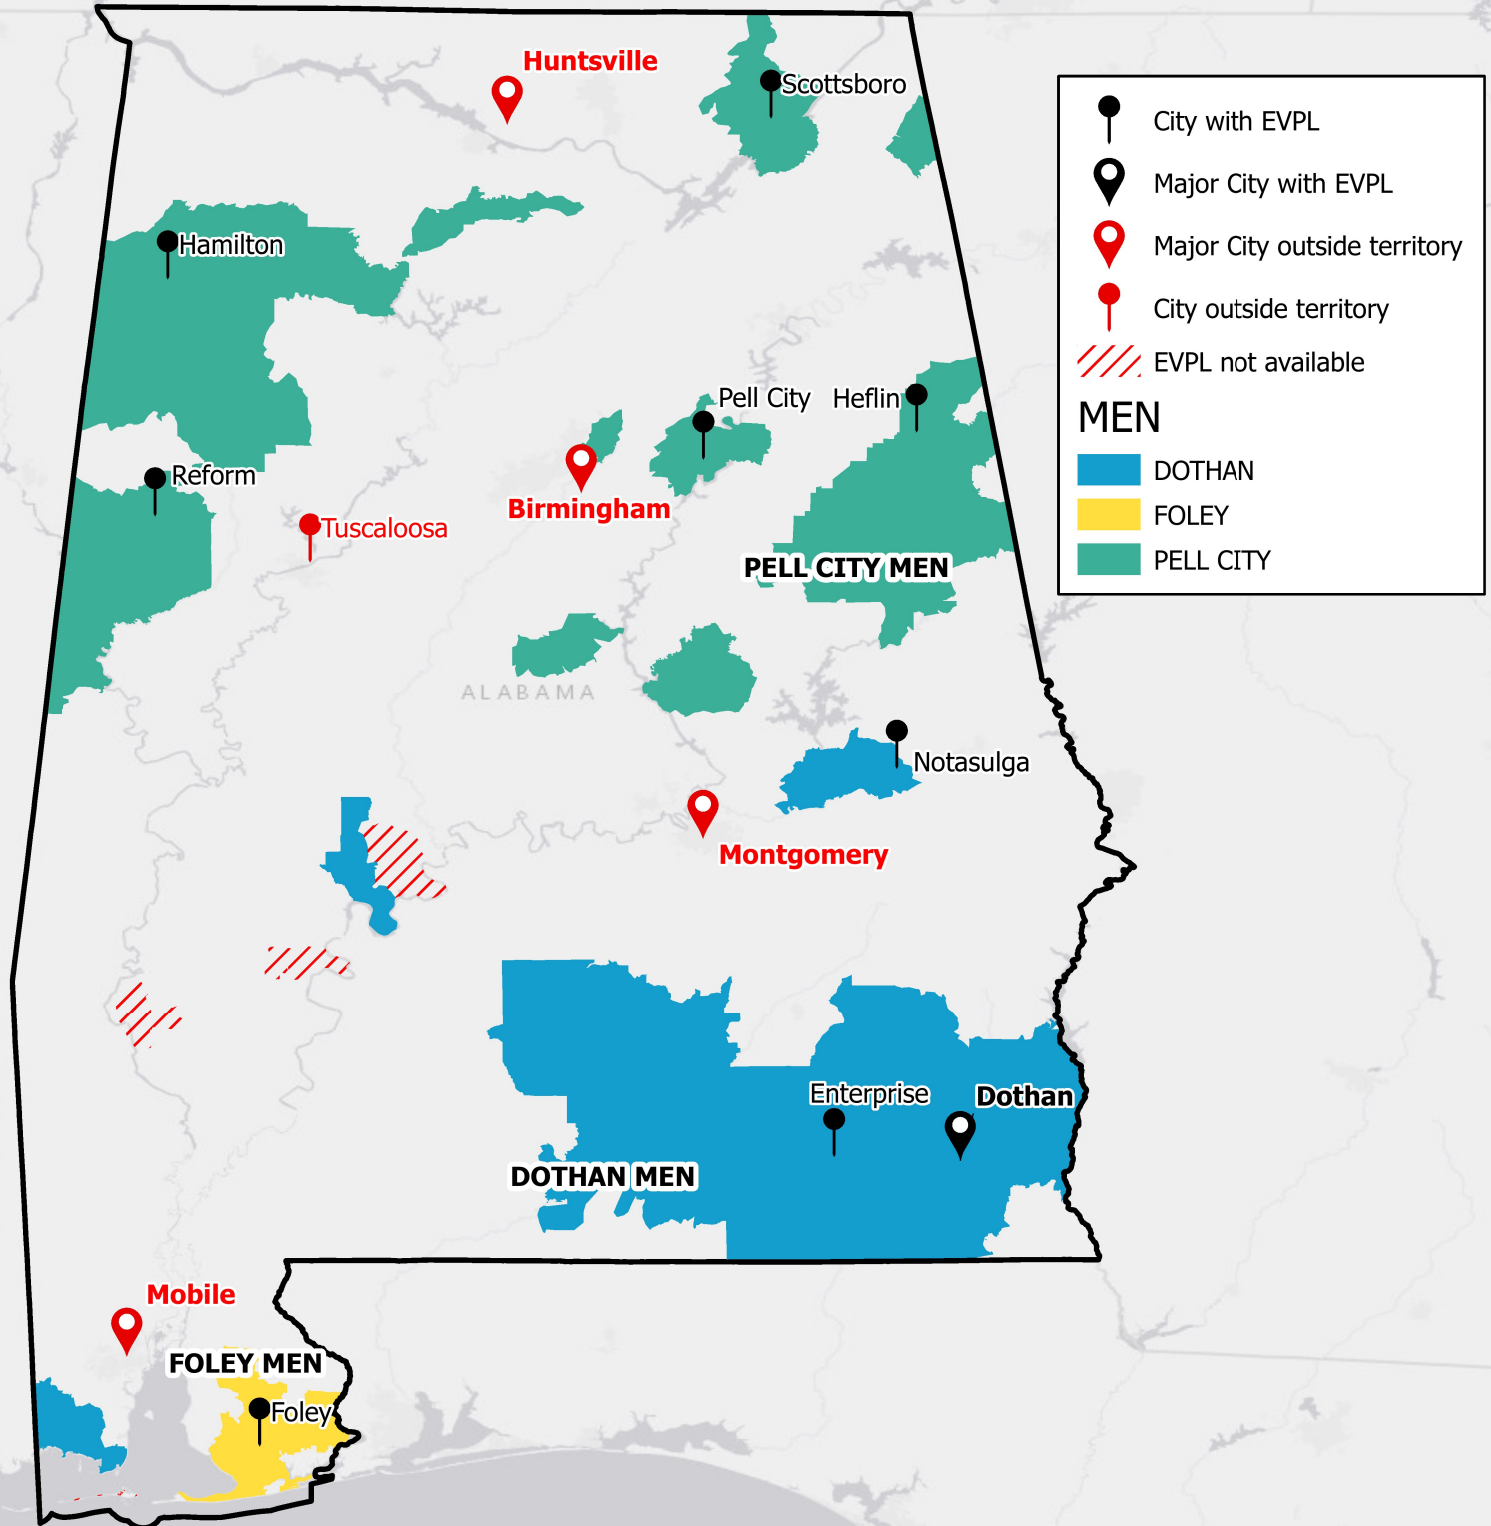 Huntsville
Scottsboro
Hamilton
Pell City
Heflin
Reform
Birmingham
Tuscaloosa
PELL CITY MEN
ALABAMA
Notasulga
Montgomery
Enterprise
Dothan
DOTHAN MEN
Mobile
FOLEY MEN
Foley
City with EVPL
Major City with EVPL
Major City outside territory
City outside territory
EVPL not available
MEN
DOTHAN
FOLEY
PELL CITY